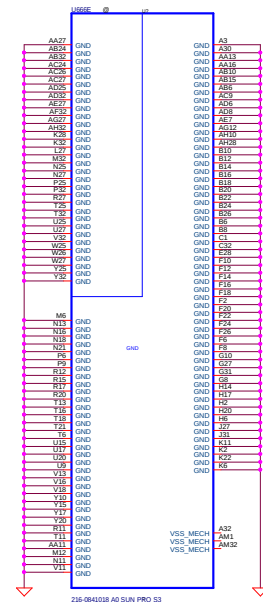 U666E @ U?
AA27 GND
AB24 GND
AB32 GND
AC24 GND
AC26 GND
AC27 GND
AD25 GND
AD32 GND
AE27 GND
AF32 GND
AG27 GND
AH32 GND
K28 GND
K32 GND
L27 GND
M32 GND
N25 GND
N27 GND
P25 GND
P32 GND
R27 GND
T25 GND
T32 GND
U25 GND
U27 GND
V32 GND
W25 GND
W26 GND
W27 GND
Y25 GND
Y32 GND
M6 GND
N13 GND
N16 GND
N18 GND
N21 GND
P6 GND
P9 GND
R12 GND
R15 GND
R17 GND
R20 GND
T13 GND
T16 GND
T18 GND
T21 GND
T6 GND
U15 GND
U17 GND
U20 GND
U9 GND
V13 GND
V16 GND
V18 GND
Y10 GND
Y15 GND
Y17 GND
Y20 GND
R11 GND
T11 GND
AA11 GND
M12 GND
N11 GND
V11 GND
GND
GND A3
GND A30
GND AA13
GND AA16
GND AB10
GND AB15
GND AB6
GND AC9
GND AD6
GND AD8
GND AE7
GND AG12
GND AH10
GND AH28
GND B10
GND B12
GND B14
GND B16
GND B18
GND B20
GND B22
GND B24
GND B26
GND B6
GND B8
GND C1
GND C32
GND E28
GND F10
GND F12
GND F14
GND F16
GND F18
GND F2
GND F20
GND F22
GND F24
GND F26
GND F6
GND F8
GND G10
GND G27
GND G31
GND G8
GND H14
GND H17
GND H2
GND H20
GND H6
GND J27
GND J31
GND K11
GND K2
GND K22
GND K6
VSS_MECH A32
VSS_MECH AM1
VSS_MECH AM32
216-0841018 A0 SUN PRO S3